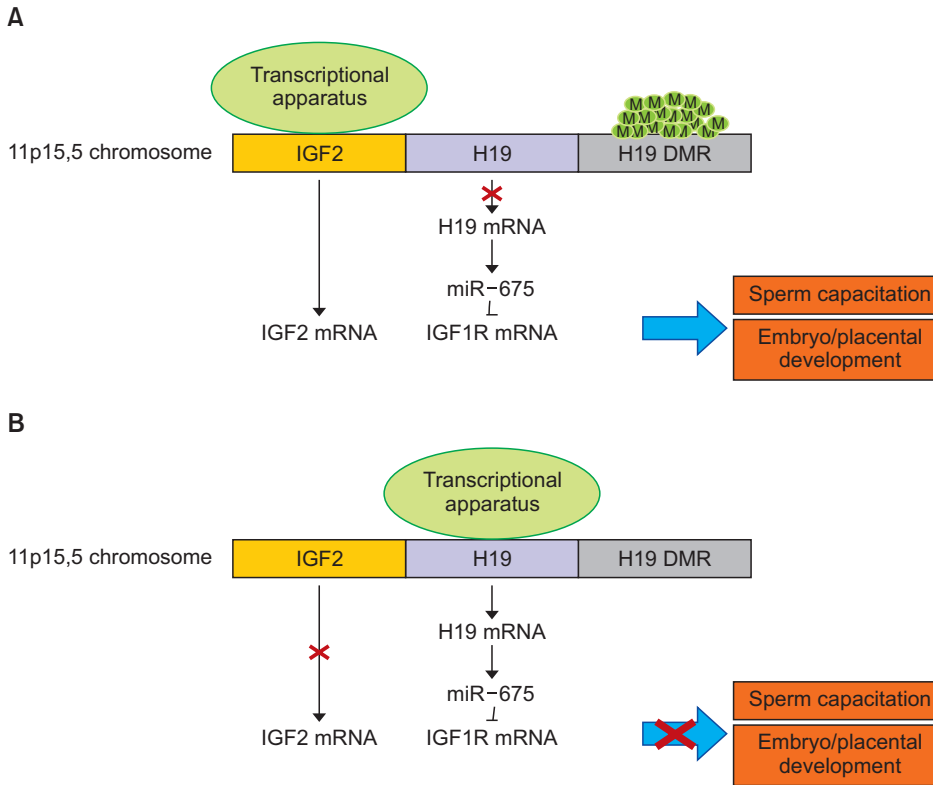 A
Transcriptional
apparatus
M M M M M M M M M M M M M M M M M M
11p15,5 chromosome
IGF2
H19
H19 DMR
H19 mRNA
miR-675
IGF2 mRNA
IGF1R mRNA
Sperm capacitation
Embryo/placental
development
B
Transcriptional
apparatus
11p15,5 chromosome
IGF2
H19
H19 DMR
H19 mRNA
miR-675
IGF2 mRNA
IGF1R mRNA
Sperm capacitation
Embryo/placental
development